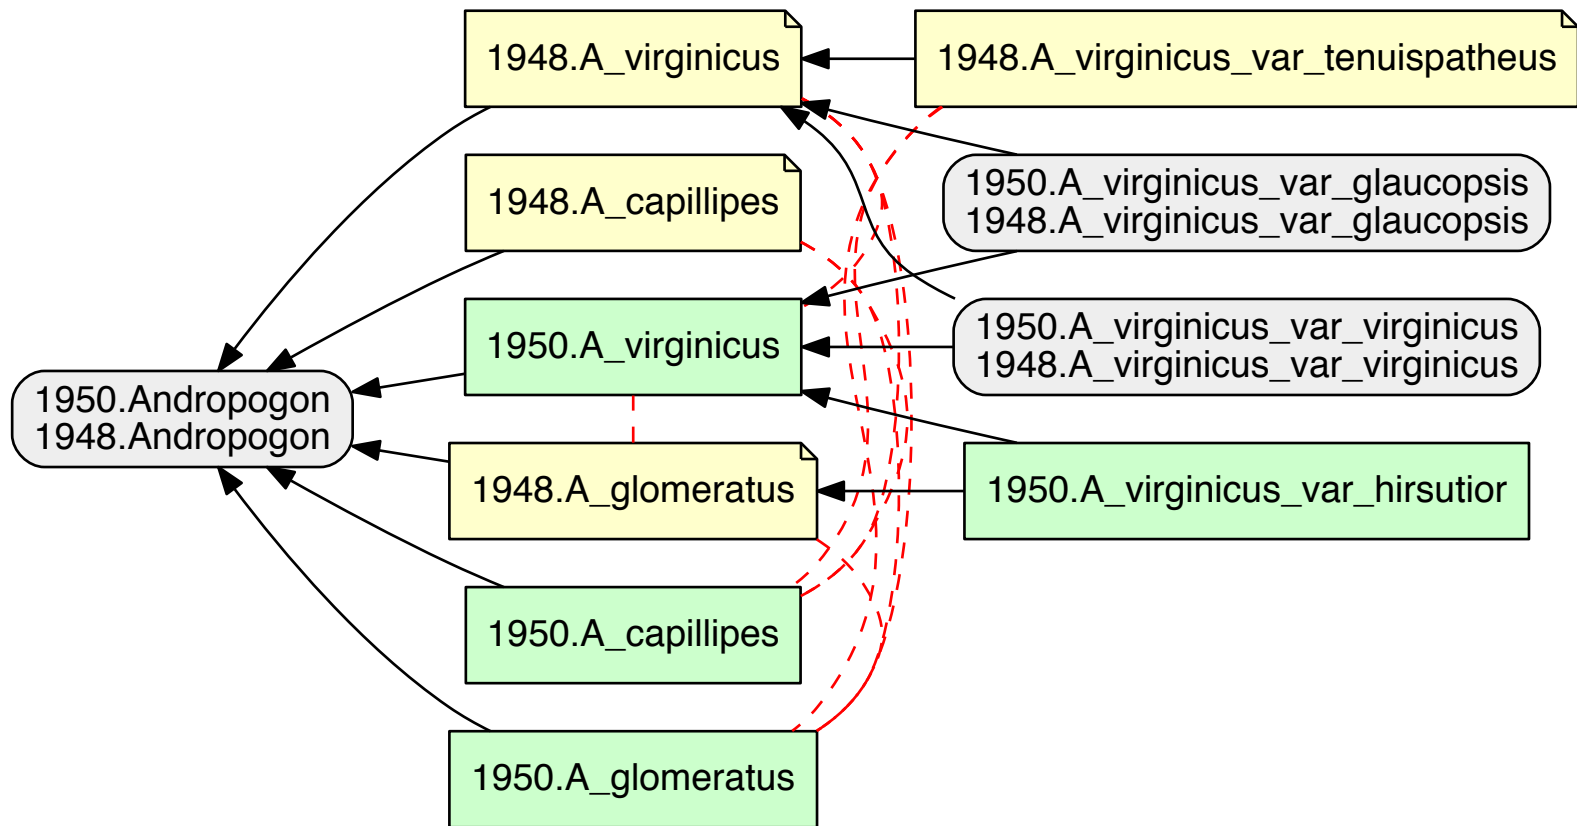 1948.A_virginicus
1948.A_virginicus_var_tenuispatheus
1948.A_capillipes
1950.A_virginicus_var_glaucopsis
1948.A_virginicus_var_glaucopsis
1950.A_virginicus
1950.A_virginicus_var_virginicus
1948.A_virginicus_var_virginicus
1950.Andropogon
1948.Andropogon
1948.A_glomeratus
1950.A_virginicus_var_hirsutior
1950.A_capillipes
1950.A_glomeratus